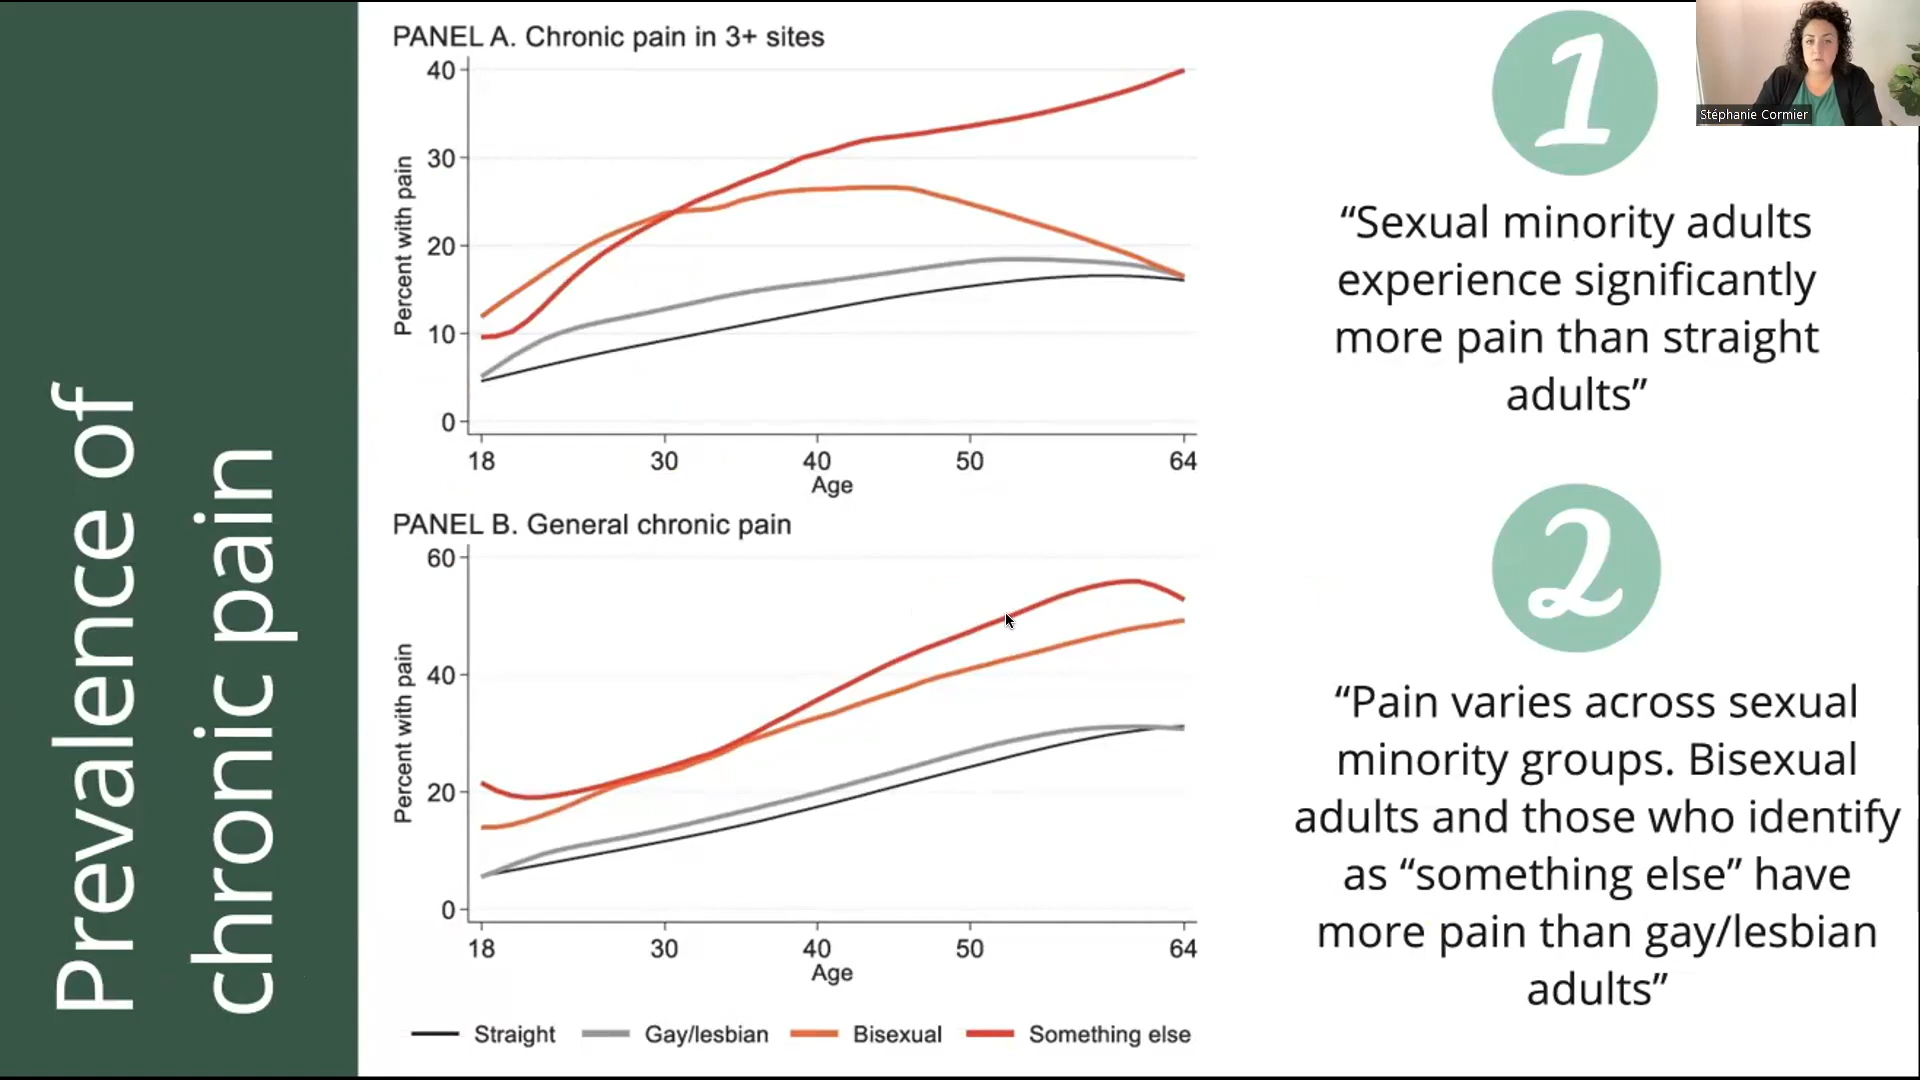 Prevalence of
chronic pain
PANEL A. Chronic pain in 3+ sites
Percent with pain
40
30
20
10
0
18 30 40 50 64
Age
PANEL B. General chronic pain
Percent with pain
60
40
20
0
18 30 40 50 64
Age
Straight Gay/lesbian Bisexual Something else
1
“Sexual minority adults
experience significantly
more pain than straight
adults”
2
“Pain varies across sexual
minority groups. Bisexual
adults and those who identify
as “something else” have
more pain than gay/lesbian
adults”
Stéphanie Cormier